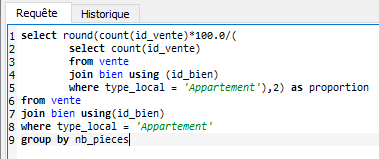 Requête Historique
1 select round(count(id_vente)*100.0/(
2 select count(id_vente)
3 from vente
4 join bien using (id_bien)
5 where type_local = 'Appartement'),2) as proportion
6 from vente
7 join bien using(id_bien)
8 where type_local = 'Appartement'
9 group by nb_pieces